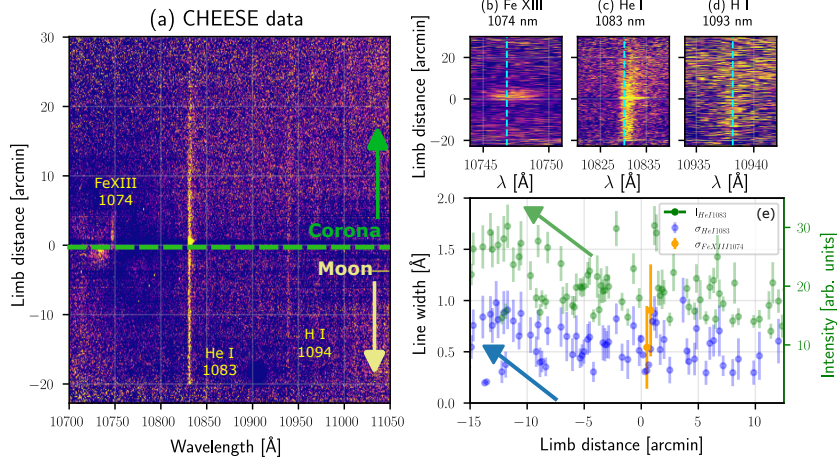 (a) CHEESE data
30
20
10
0
−10
−20
Limb distance [arcmin]
FeXIII
1074
Corona
Moon
He I
1083
H I
1094
10700 10750 10800 10850 10900 10950 11000 11050
Wavelength [Å]
(b) Fe XIII
1074 nm
(c) He I
1083 nm
(d) H I
1093 nm
Limb distance [arcmin]
20
0
−20
10745 10750
10825 10835
10935 10940
λ [Å]
λ [Å]
λ [Å]
2.0
1.5
1.0
0.5
0.0
Line width [Å]
I_HeI1083
σ_HeI1083
σ_FeXIII1074
(e)
30
20
10
Intensity [arb. units]
−15 −10 −5 0 5 10
Limb distance [arcmin]